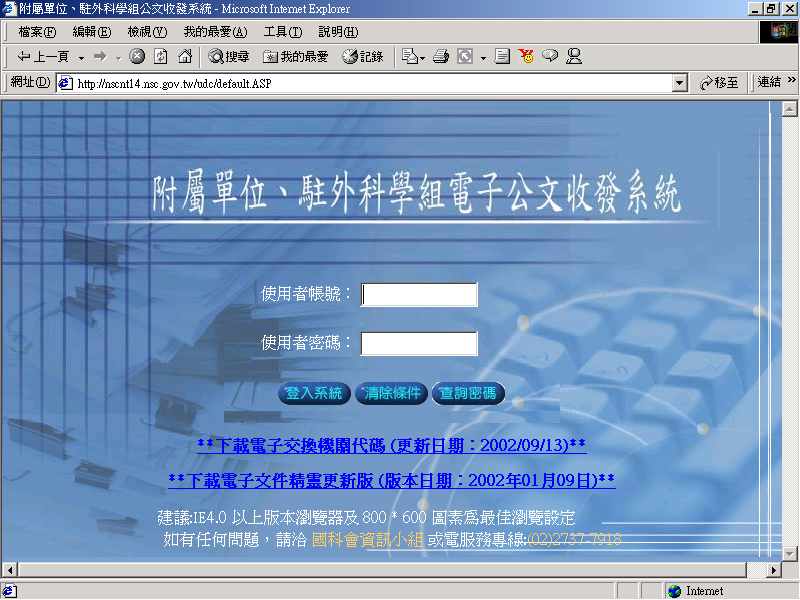 附屬單位、駐外科學組公文收發系統 - Microsoft Internet Explorer
檔案(F) 編輯(E) 檢視(V) 我的最愛(A) 工具(T) 說明(H)
上一頁 搜尋 我的最愛 記錄
網址(D) http://nscnt14.nsc.gov.tw/udc/default.ASP 移至 連結 »
附屬單位、駐外科學組電子公文收發系統
使用者帳號：
使用者密碼：
登入系統 清除條件 查詢密碼
**下載電子交換機關代碼 (更新日期：2002/09/13)**
**下載電子文件精靈更新版 (版本日期：2002年01月09日)**
建議:IE4.0 以上版本瀏覽器及 800 * 600 圖素為最佳瀏覽設定
如有任何問題，請洽 國科會資訊小組 或電服務專線:(02)2737-7918
Internet